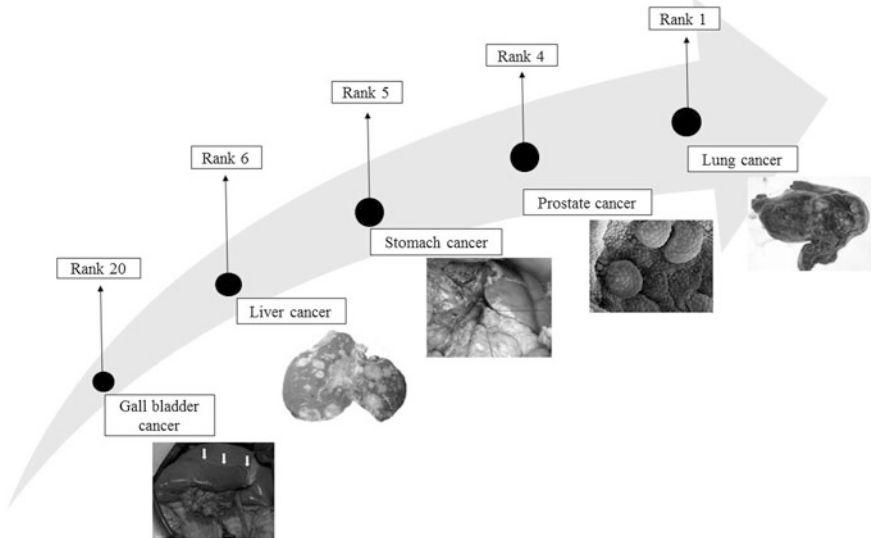 Rank 1
Rank 4
Rank 5
Rank 6
Rank 20
Lung cancer
Prostate cancer
Stomach cancer
Liver cancer
Gall bladder
cancer